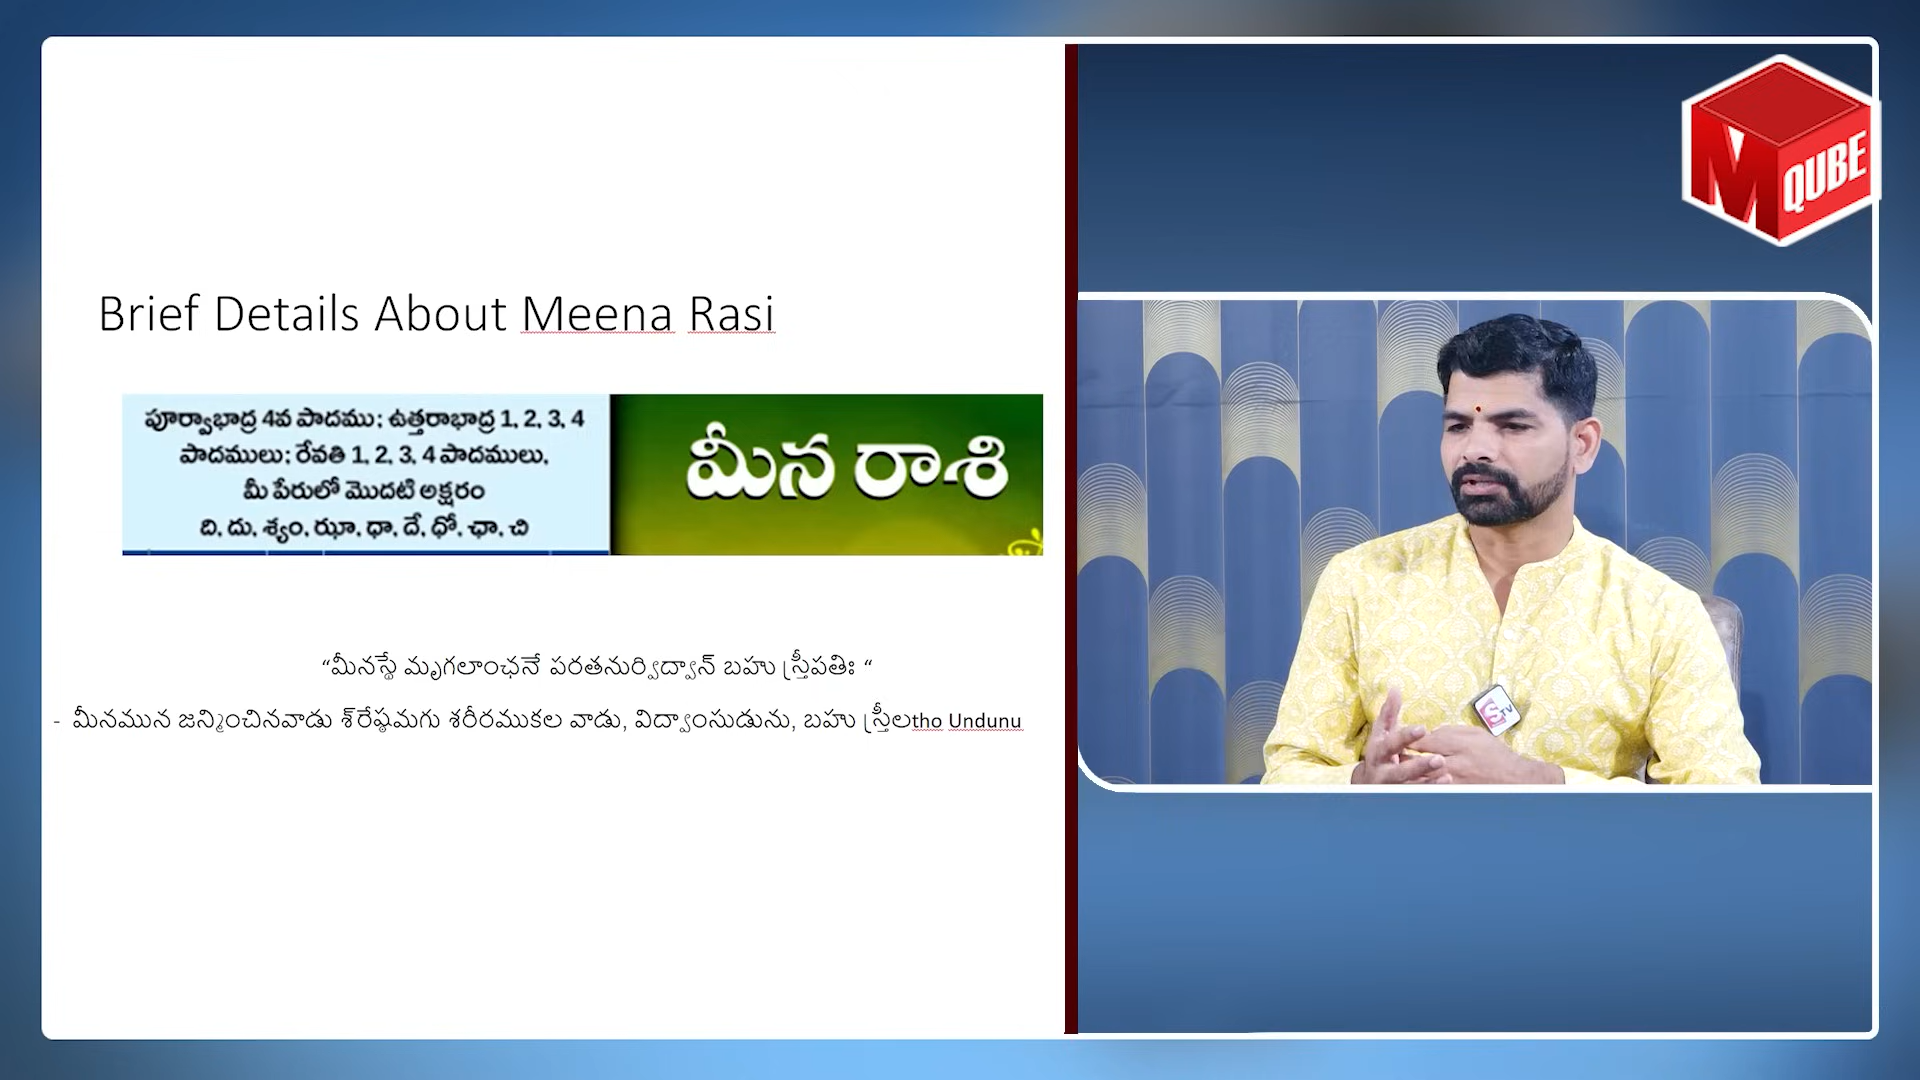 Brief Details About Meena Rasi
పూర్వాభాద్ర 4వ పాదము; ఉత్తరాభాద్ర 1, 2, 3, 4
పాదములు; రేవతి 1, 2, 3, 4 పాదములు,
మీ పేరులో మొదటి అక్షరం
ది, దు, శ్యం, ఝా, ధా, దే, ధో, ఛా, చి
మీన రాశి
“మీనస్థే మృగలాంఛనే పరతనుర్విద్వాన్ బహు స్త్రీపతిః “
- మీనమున జన్మించినవాడు శ్రేష్ఠమగు శరీరముకల వాడు, విద్వాంసుడును, బహు స్త్రీలtho Undunu
M QUBE
S TV